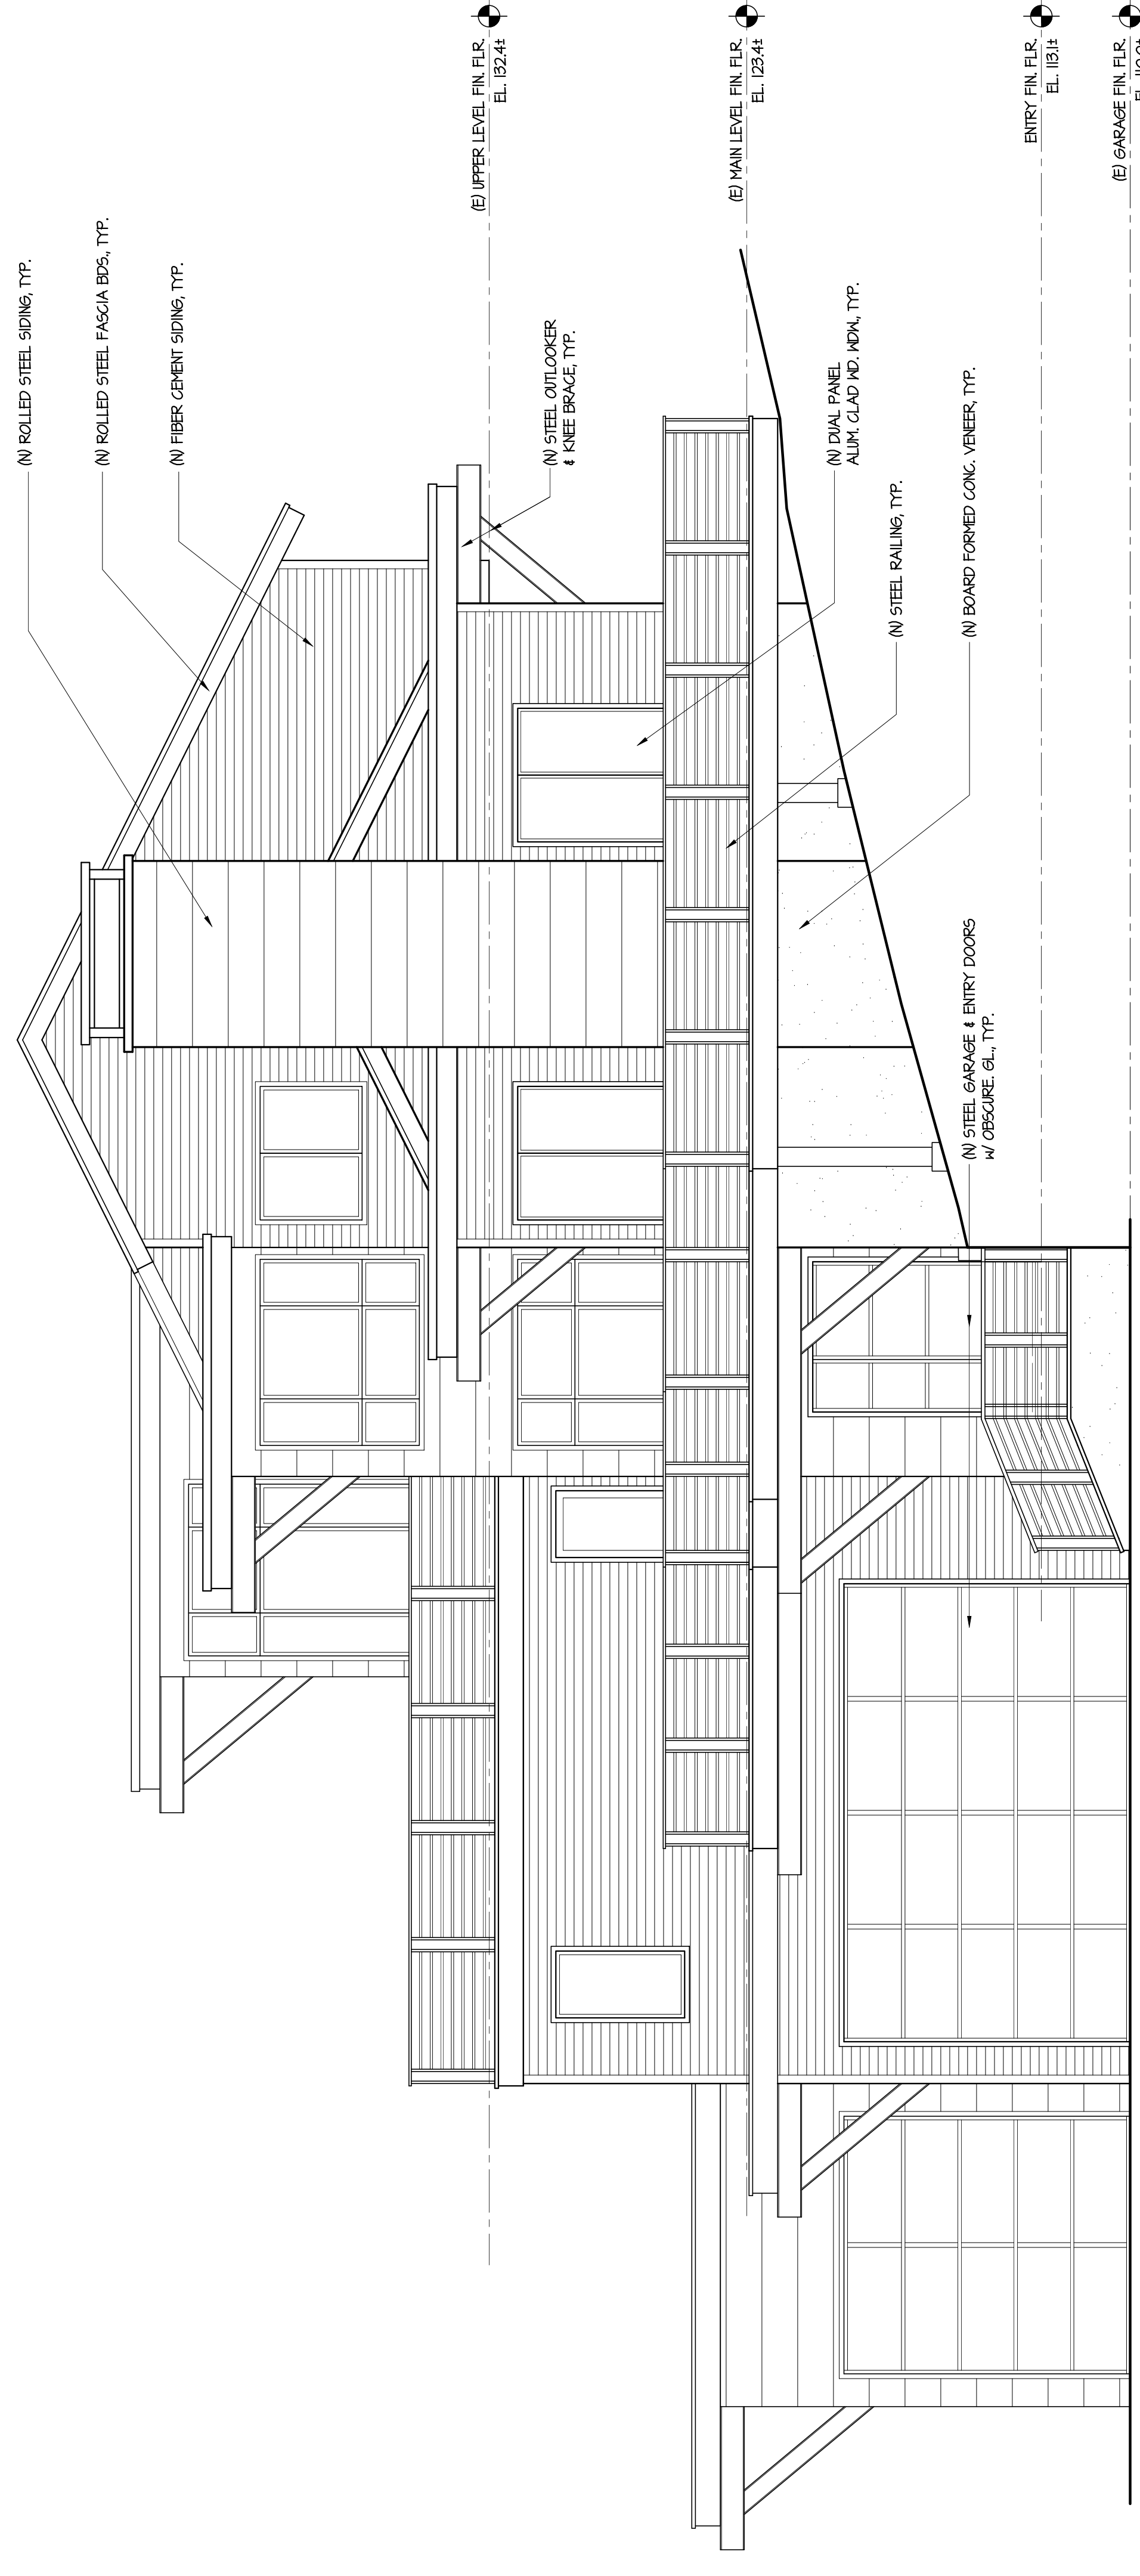 (N) ROLLED STEEL SIDING, TYP.
(N) ROLLED STEEL FASCIA BDS., TYP.
(N) FIBER CEMENT SIDING, TYP.
(E) UPPER LEVEL FIN. FLR.
EL. 132.4±
(N) STEEL OUTLOOKER
& KNEE BRACE, TYP.
(E) MAIN LEVEL FIN. FLR.
EL. 123.4±
(N) DUAL PANEL
ALUM. CLAD WD. WDW., TYP.
(N) STEEL RAILING, TYP.
(N) BOARD FORMED CONC. VENEER, TYP.
(N) STEEL GARAGE & ENTRY DOORS
W/ OBSCURE. GL., TYP.
ENTRY FIN. FLR.
EL. 113.1±
(E) GARAGE FIN. FLR.